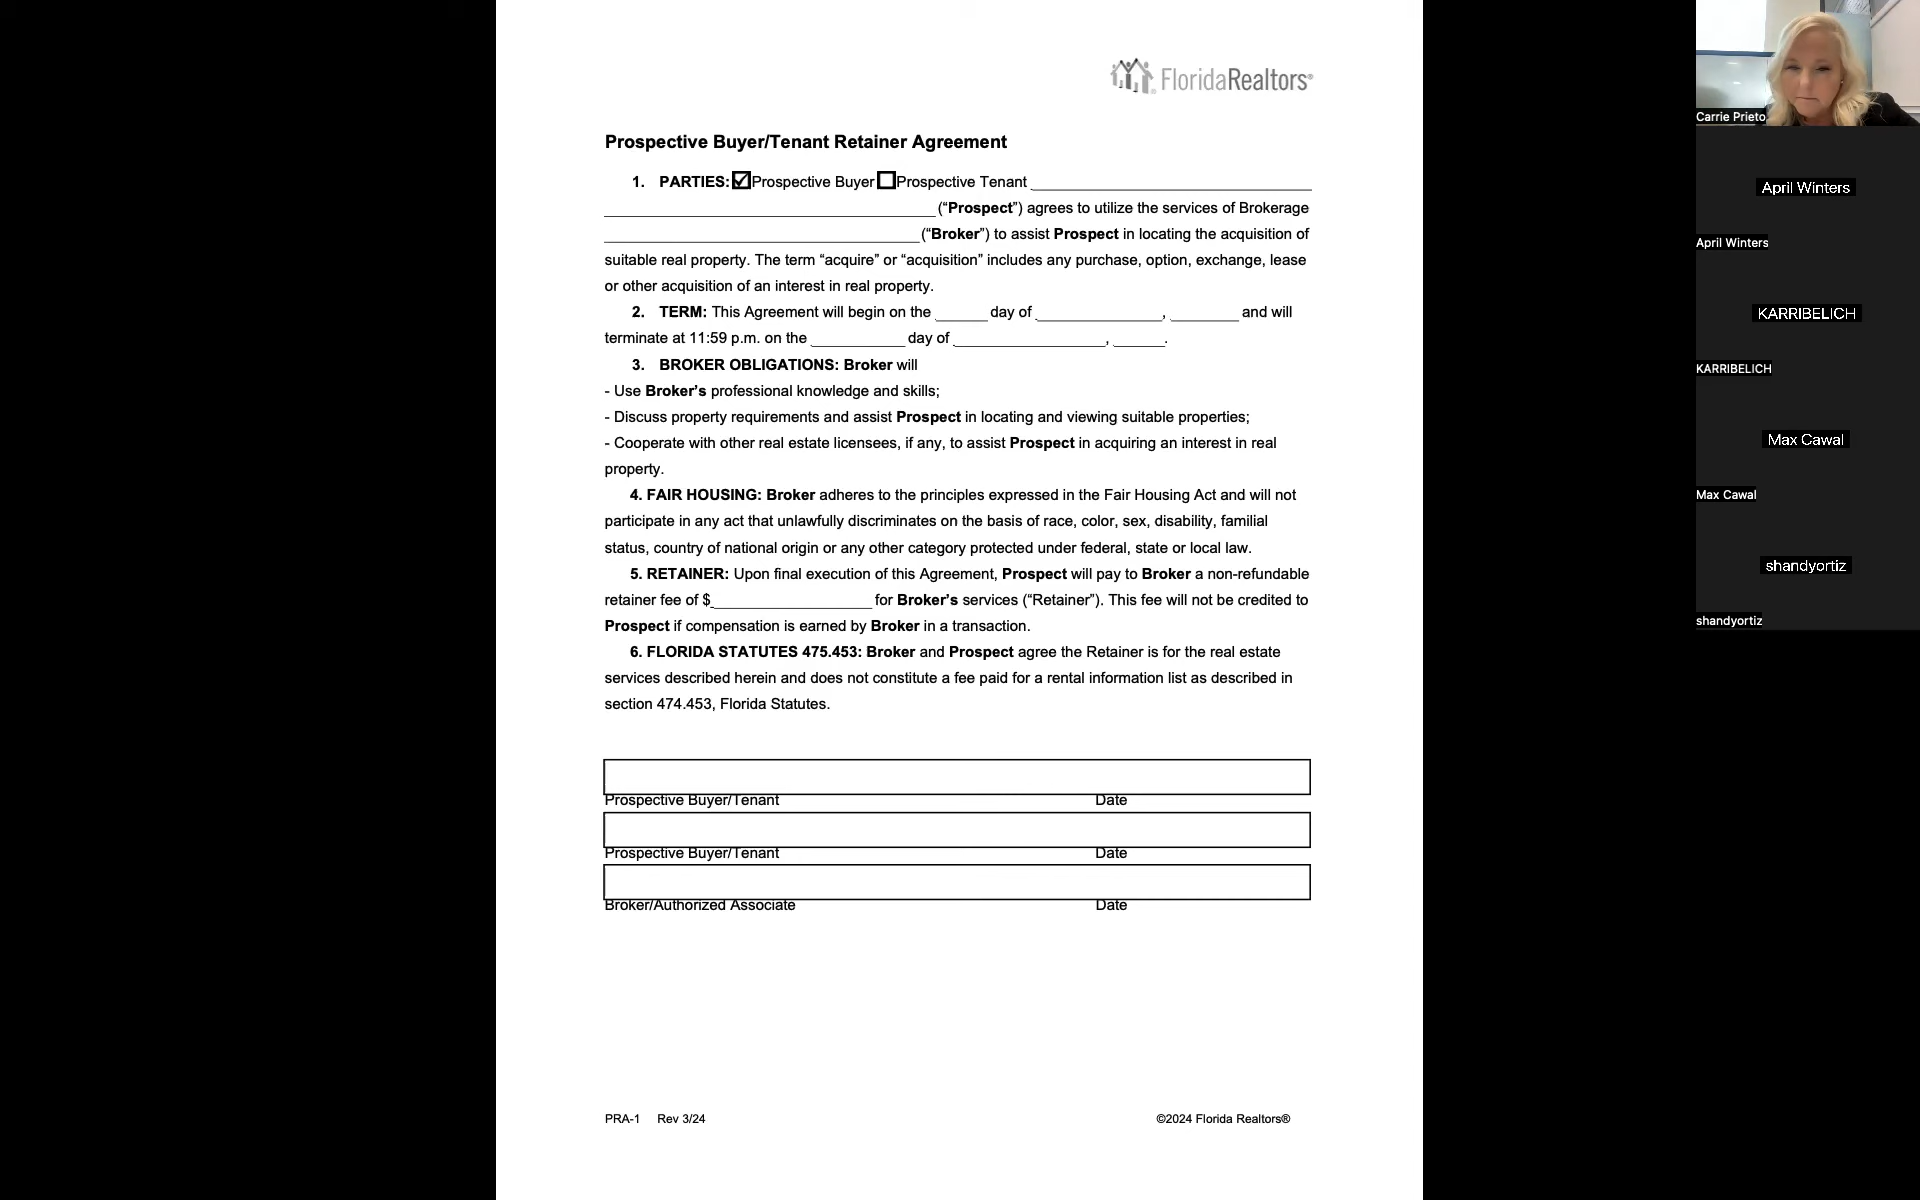 FloridaRealtors®
Prospective Buyer/Tenant Retainer Agreement
1. PARTIES: Prospective Buyer Prospective Tenant ____________________
____________________ (“Prospect”) agrees to utilize the services of Brokerage
____________________ (“Broker”) to assist Prospect in locating the acquisition of
suitable real property. The term “acquire” or “acquisition” includes any purchase, option, exchange, lease
or other acquisition of an interest in real property.
2. TERM: This Agreement will begin on the ______ day of ______________, ________ and will
terminate at 11:59 p.m. on the ___________ day of __________________, ______.
3. BROKER OBLIGATIONS: Broker will
- Use Broker’s professional knowledge and skills;
- Discuss property requirements and assist Prospect in locating and viewing suitable properties;
- Cooperate with other real estate licensees, if any, to assist Prospect in acquiring an interest in real
property.
4. FAIR HOUSING: Broker adheres to the principles expressed in the Fair Housing Act and will not
participate in any act that unlawfully discriminates on the basis of race, color, sex, disability, familial
status, country of national origin or any other category protected under federal, state or local law.
5. RETAINER: Upon final execution of this Agreement, Prospect will pay to Broker a non-refundable
retainer fee of $___________________ for Broker’s services (“Retainer”). This fee will not be credited to
Prospect if compensation is earned by Broker in a transaction.
6. FLORIDA STATUTES 475.453: Broker and Prospect agree the Retainer is for the real estate
services described herein and does not constitute a fee paid for a rental information list as described in
section 474.453, Florida Statutes.
Prospective Buyer/Tenant Date
Prospective Buyer/Tenant Date
Broker/Authorized Associate Date
PRA-1 Rev 3/24 ©2024 Florida Realtors®
Carrie Prieto
April Winters
April Winters
KARRIBELICH
KARRIBELICH
Max Cawal
Max Cawal
shandyortiz
shandyortiz